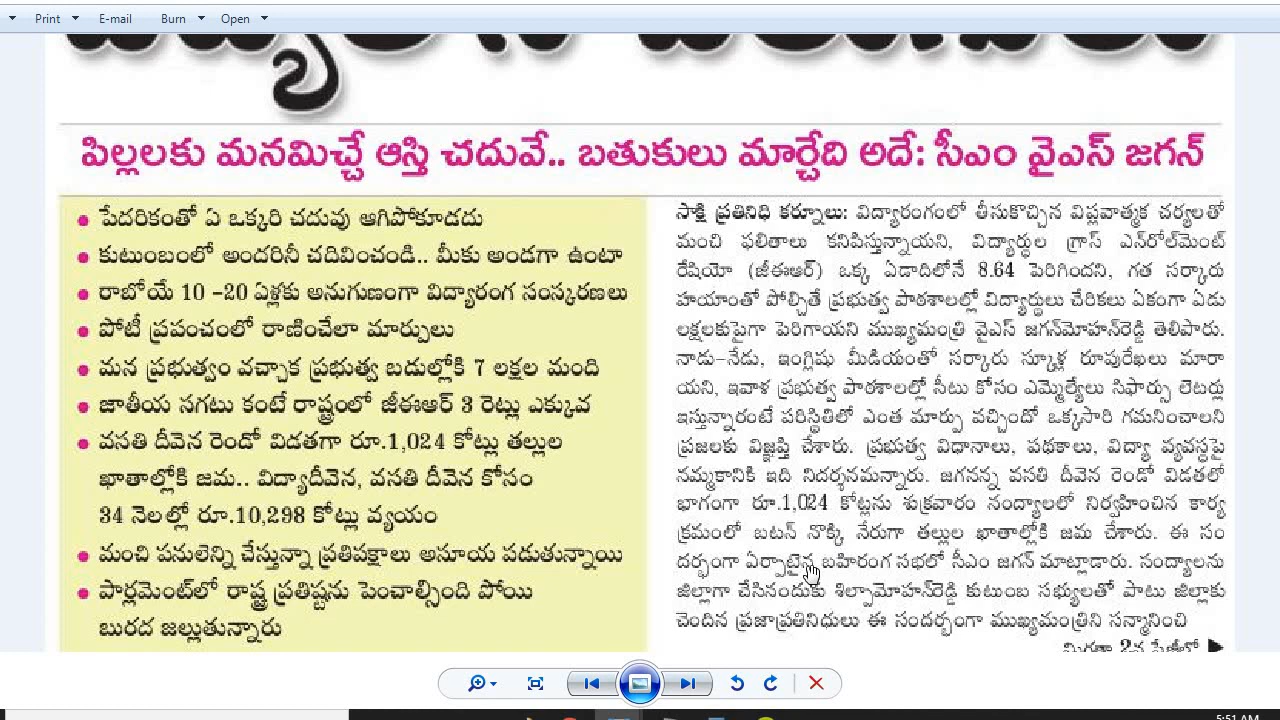 Print E-mail Burn Open
పిల్లలకు మనమిచ్చే ఆస్తి చదువే.. బతుకులు మార్చేది అదే: సీఎం వైఎస్ జగన్
• పేదరికంతో ఏ ఒక్కరి చదువు ఆగిపోకూడదు
• కుటుంబంలో అందరినీ చదివించండి.. మీకు అండగా ఉంటా
• రాబోయే 10 -20 ఏళ్లకు అనుగుణంగా విద్యారంగ సంస్కరణలు
• పోటీ ప్రపంచంలో రాణించేలా మార్పులు
• మన ప్రభుత్వం వచ్చాక ప్రభుత్వ బడుల్లోకి 7 లక్షల మంది
• జాతీయ సగటు కంటే రాష్ట్రంలో జీఈఆర్ 3 రెట్లు ఎక్కువ
• వసతి దీవెన రెండో విడతగా రూ.1,024 కోట్లు తల్లుల
ఖాతాల్లోకి జమ.. విద్యాదీవెన, వసతి దీవెన కోసం
34 నెలల్లో రూ.10,298 కోట్లు వ్యయం
• మంచి పనులెన్ని చేస్తున్నా ప్రతిపక్షాలు అసూయ పడుతున్నాయి
• పార్లమెంట్‌లో రాష్ట్ర ప్రతిష్టను పెంచాల్సింది పోయి
బురద జల్లుతున్నారు
సాక్షి ప్రతినిధి కర్నూలు: విద్యారంగంలో తీసుకొచ్చిన విప్లవాత్మక చర్యలతో
మంచి ఫలితాలు కనిపిస్తున్నాయని, విద్యార్థుల గ్రాస్ ఎన్‌రోల్‌మెంట్
రేషియో (జీఈఆర్) ఒక్క ఏడాదిలోనే 8.64 పెరిగిందని, గత సర్కారు
హయాంతో పోల్చితే ప్రభుత్వ పాఠశాలల్లో విద్యార్థులు చేరికలు ఏకంగా ఏడు
లక్షలకుపైగా పెరిగాయని ముఖ్యమంత్రి వైఎస్ జగన్‌మోహన్‌రెడ్డి తెలిపారు.
నాడు–నేడు, ఇంగ్లిషు మీడియంతో సర్కారు స్కూళ్ల రూపురేఖలు మారా
యని, ఇవాళ ప్రభుత్వ పాఠశాలల్లో సీటు కోసం ఎమ్మెల్యేలు సిఫార్సు లెటర్లు
ఇస్తున్నారంటే పరిస్థితిలో ఎంత మార్పు వచ్చిందో ఒక్కసారి గమనించాలని
ప్రజలకు విజ్ఞప్తి చేశారు. ప్రభుత్వ విధానాలు, పథకాలు, విద్యా వ్యవస్థపై
నమ్మకానికి ఇది నిదర్శనమన్నారు. జగనన్న వసతి దీవెన రెండో విడతలో
భాగంగా రూ.1,024 కోట్లను శుక్రవారం నంద్యాలలో నిర్వహించిన కార్య
క్రమంలో బటన్ నొక్కి నేరుగా తల్లుల ఖాతాల్లోకి జమ చేశారు. ఈ సం
దర్భంగా ఏర్పాటైన బహిరంగ సభలో సీఎం జగన్ మాట్లాడారు. నంద్యాలను
జిల్లాగా చేసినందుకు శిల్పామోహన్‌రెడ్డి కుటుంబ సభ్యులతో పాటు జిల్లాకు
చెందిన ప్రజాప్రతినిధులు ఈ సందర్భంగా ముఖ్యమంత్రిని సన్మానించి
మిగతా 2వ పేజీలో
5:51 AM